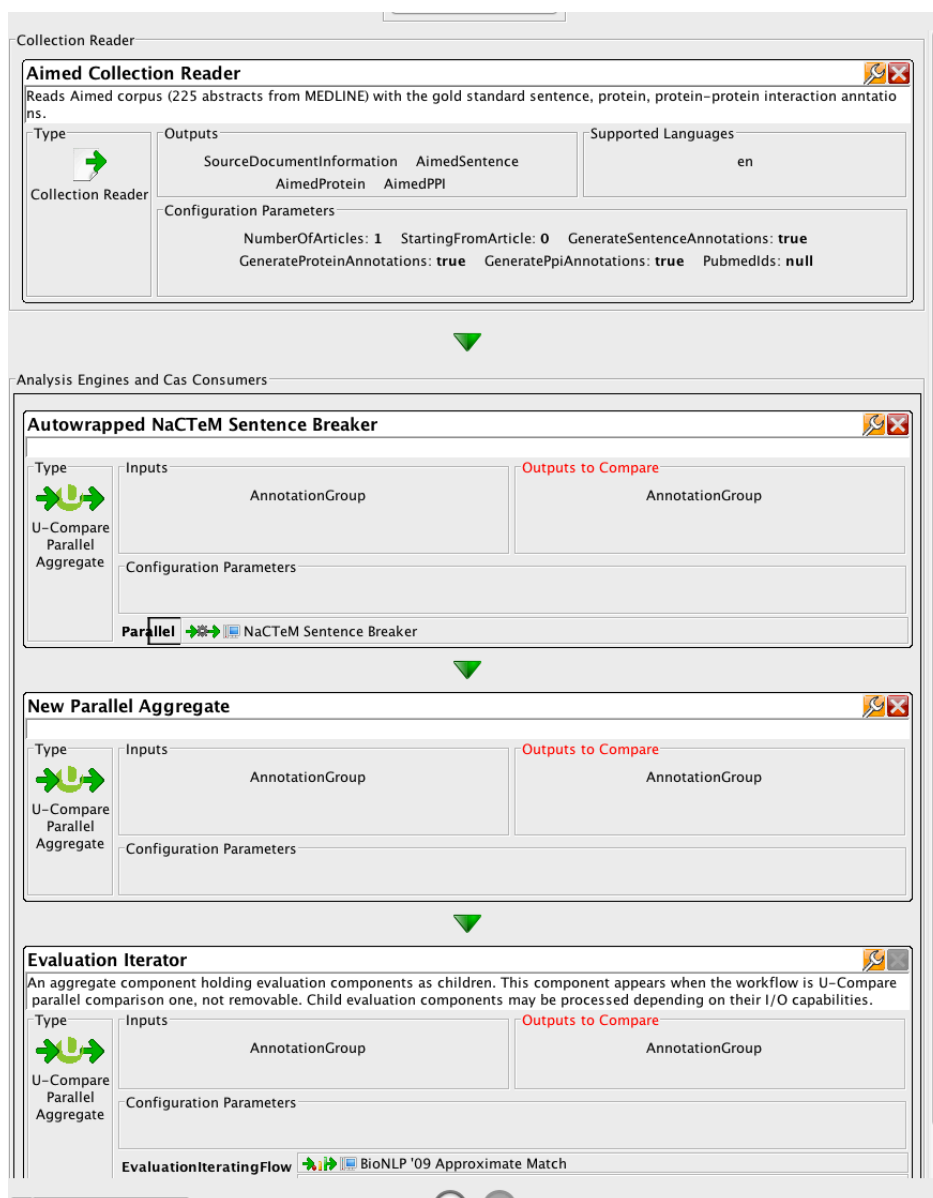 Collection Reader
Aimed Collection Reader
Reads Aimed corpus (225 abstracts from MEDLINE) with the gold standard sentence, protein, protein-protein interaction anntatio
ns.
Type
Outputs
Supported Languages
SourceDocumentInformation AimedSentence
en
AimedProtein AimedPPI
Collection Reader
Configuration Parameters
NumberOfArticles: 1 StartingFromArticle: 0 GenerateSentenceAnnotations: true
GenerateProteinAnnotations: true GeneratePpiAnnotations: true PubmedIds: null
Analysis Engines and Cas Consumers
Autowrapped NaCTeM Sentence Breaker
Type
Inputs
Outputs to Compare
AnnotationGroup
AnnotationGroup
U-Compare
Parallel
Aggregate
Configuration Parameters
Parallel NaCTeM Sentence Breaker
New Parallel Aggregate
Type
Inputs
Outputs to Compare
AnnotationGroup
AnnotationGroup
U-Compare
Parallel
Aggregate
Configuration Parameters
Evaluation Iterator
An aggregate component holding evaluation components as children. This component appears when the workflow is U-Compare
parallel comparison one, not removable. Child evaluation components may be processed depending on their I/O capabilities.
Type
Inputs
Outputs to Compare
AnnotationGroup
AnnotationGroup
U-Compare
Parallel
Aggregate
Configuration Parameters
EvaluationIteratingFlow BioNLP '09 Approximate Match